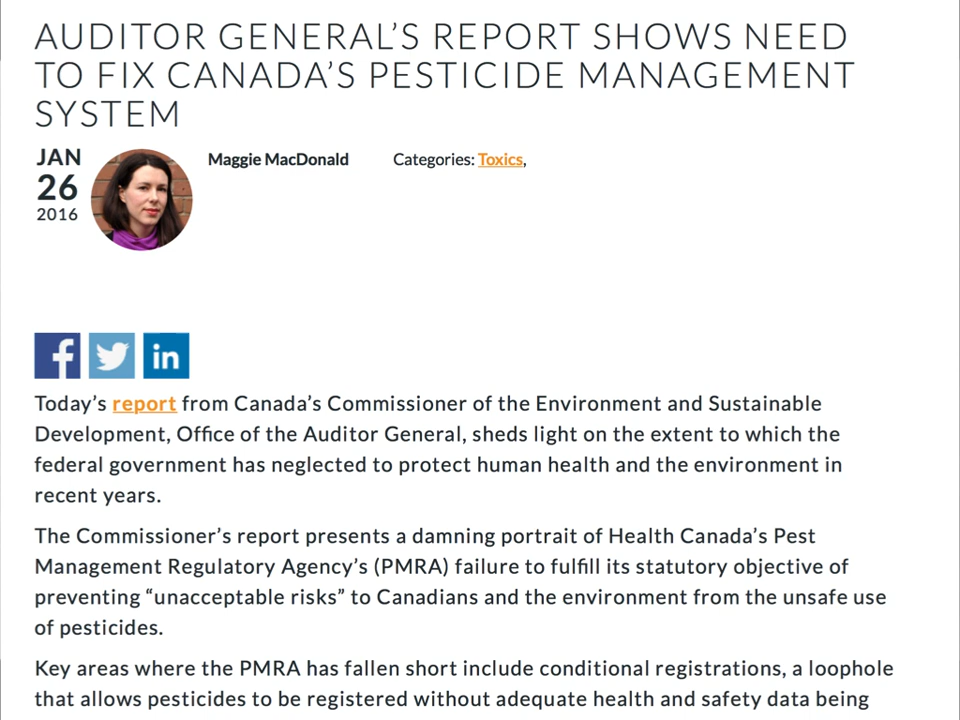 AUDITOR GENERAL’S REPORT SHOWS NEED
TO FIX CANADA’S PESTICIDE MANAGEMENT
SYSTEM
JAN
26
2016
Maggie MacDonald
Categories: Toxics,
f
in
Today’s report from Canada’s Commissioner of the Environment and Sustainable
Development, Office of the Auditor General, sheds light on the extent to which the
federal government has neglected to protect human health and the environment in
recent years.
The Commissioner’s report presents a damning portrait of Health Canada’s Pest
Management Regulatory Agency’s (PMRA) failure to fulfill its statutory objective of
preventing “unacceptable risks” to Canadians and the environment from the unsafe use
of pesticides.
Key areas where the PMRA has fallen short include conditional registrations, a loophole
that allows pesticides to be registered without adequate health and safety data being